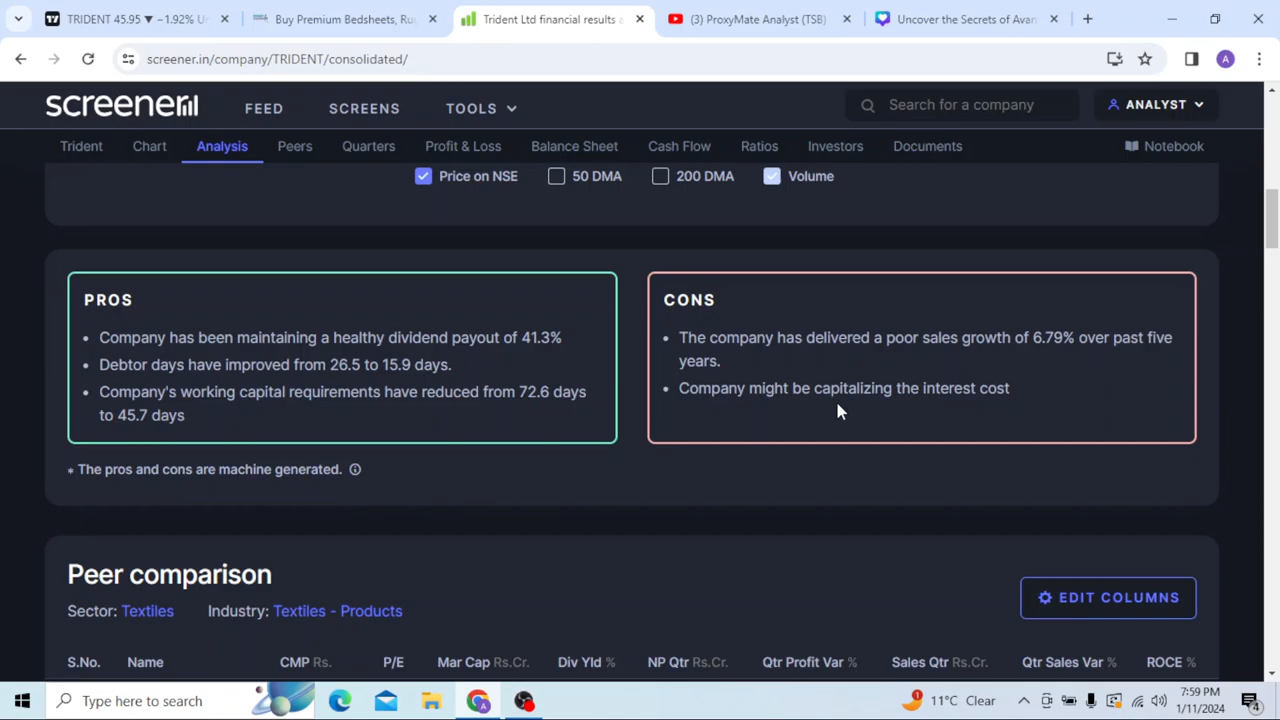 TRIDENT 45.95 ▼ −1.92% Un
Buy Premium Bedsheets, Rug
Trident Ltd financial results a
(3) ProxyMate Analyst (TSB)
Uncover the Secrets of Avan
screener.in/company/TRIDENT/consolidated/
A
screener
FEED
SCREENS
TOOLS
Search for a company
ANALYST
Trident
Chart
Analysis
Peers
Quarters
Profit & Loss
Balance Sheet
Cash Flow
Ratios
Investors
Documents
Notebook
Price on NSE
50 DMA
200 DMA
Volume
PROS
• Company has been maintaining a healthy dividend payout of 41.3%
• Debtor days have improved from 26.5 to 15.9 days.
• Company's working capital requirements have reduced from 72.6 days
to 45.7 days
CONS
• The company has delivered a poor sales growth of 6.79% over past five
years.
• Company might be capitalizing the interest cost
* The pros and cons are machine generated.
Peer comparison
Sector: Textiles Industry: Textiles - Products
EDIT COLUMNS
S.No. Name CMP Rs. P/E Mar Cap Rs.Cr. Div Yld % NP Qtr Rs.Cr. Qtr Profit Var % Sales Qtr Rs.Cr. Qtr Sales Var % ROCE %
Type here to search
A
1
11°C Clear
7:59 PM
1/11/2024
4